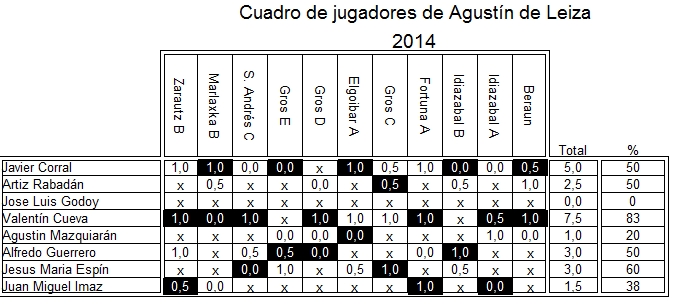 Cuadro de jugadores de Agustín de Leiza
2014
Zarautz B Marlaxka B S. Andrés C Gros E Gros D Elgoibar A Gros C Fortuna A Idiazabal B Idiazabal A Beraun Total %
Javier Corral 1,0 1,0 0,0 0,0 x 1,0 0,5 1,0 0,0 0,0 0,5 5,0 50
Artiz Rabadán x 0,5 x x 0,0 x 0,5 x 0,5 x 1,0 2,5 50
Jose Luis Godoy x x x x x x x x x 0,0 x 0,0 0
Valentín Cueva 1,0 0,0 1,0 x 1,0 1,0 1,0 1,0 x 0,5 1,0 7,5 83
Agustin Mazquiarán x x x 0,0 0,0 0,0 x x x 1,0 0,0 1,0 20
Alfredo Guerrero 1,0 x 0,5 0,5 0,0 x x x 1,0 x x 3,0 50
Jesus Maria Espín x x 0,0 1,0 x 0,5 1,0 x 0,5 x x 3,0 60
Juan Miguel Imaz 0,5 0,0 x x x x x 1,0 x 0,0 x 1,5 38